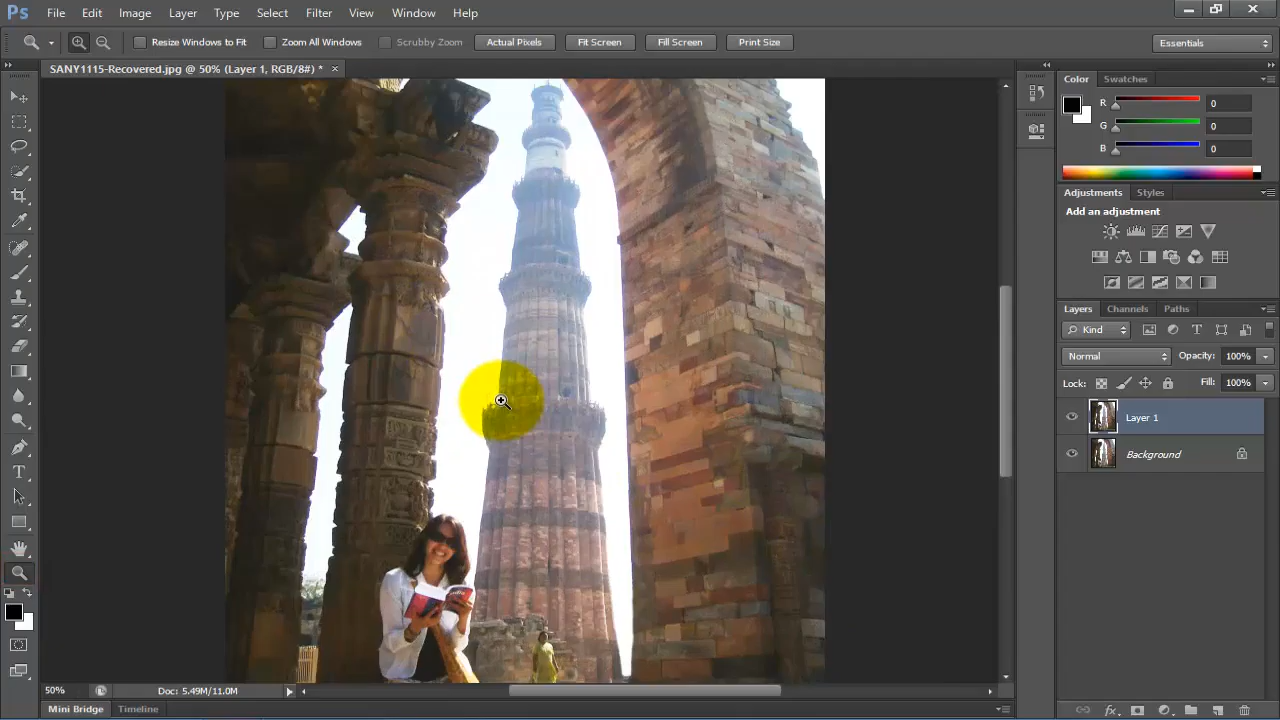 Ps File Edit Image Layer Type Select Filter View Window Help
Resize Windows to Fit Zoom All Windows Scrubby Zoom Actual Pixels Fit Screen Fill Screen Print Size Essentials
SANY1115-Recovered.jpg @ 50% (Layer 1, RGB/8#) * ×
Color Swatches
R 0
G 0
B 0
Adjustments Styles
Add an adjustment
Layers Channels Paths
Kind
Normal Opacity: 100%
Lock: Fill: 100%
Layer 1
Background
50% Doc: 5.49M/11.0M
Mini Bridge Timeline